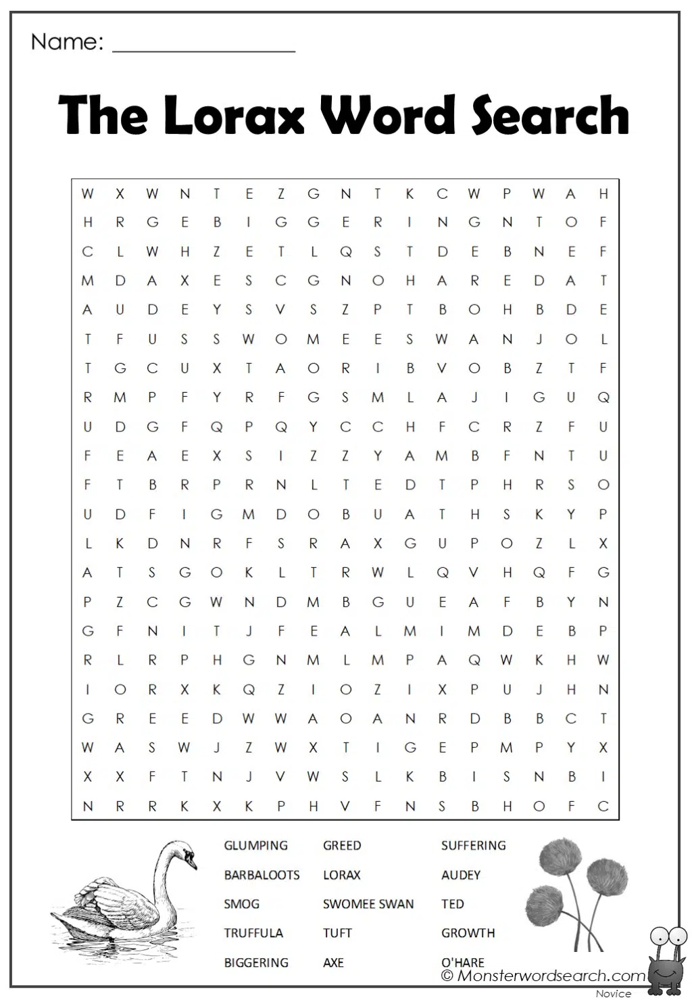 Name: ________________
The Lorax Word Search
W X W N T E Z G N T K C W P W A H
H R G E B I G G E R I N G N T O F
C L W H Z E T L Q S T D E B N E F
M D A X E S C G N O H A R E D A T
A U D E Y S V S Z P T B O H B D E
T F U S S W O M E E S W A N J O L
T G C U X T A O R I B V O B Z T F
R M P F Y R F G S M L A J I G U Q
U D G F Q P Q Y C C H F C R Z F U
F E A E X S I Z Z Y A M B F N T U
F T B R P R N L T E D T P H R S O
U D F I G M D O B U A T H S K Y P
L K D N R F S R A X G U P O Z L X
A T S G O K L T R W L Q V H Q F G
P Z C G W N D M B G U E A F B Y N
G F N I T J F E A L M I M D E B P
R L R P H G N M L M P A Q W K H W
I O R X K Q Z I O Z I X P U J H N
G R E E D W W A O A N R D B B C T
W A S W J Z W X T I G E P M P Y X
X X F T N J V W S L K B I S N B I
N R R K X K P H V F N S B H O F C
GLUMPING GREED SUFFERING
BARBALOOTS LORAX AUDEY
SMOG SWOMEE SWAN TED
TRUFFULA TUFT GROWTH
BIGGERING AXE O'HARE
© Monsterwordsearch.com
Novice